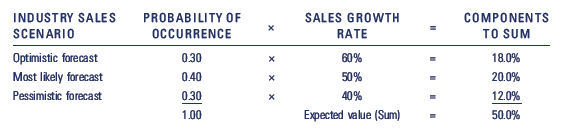 INDUSTRY SALES PROBABILITY OF SALES GROWTH COMPONENTS
SCENARIO OCCURRENCE × RATE = TO SUM
Optimistic forecast 0.30 × 60% = 18.0%
Most likely forecast 0.40 × 50% = 20.0%
Pessimistic forecast 0.30 × 40% = 12.0%
1.00 Expected value (Sum) = 50.0%